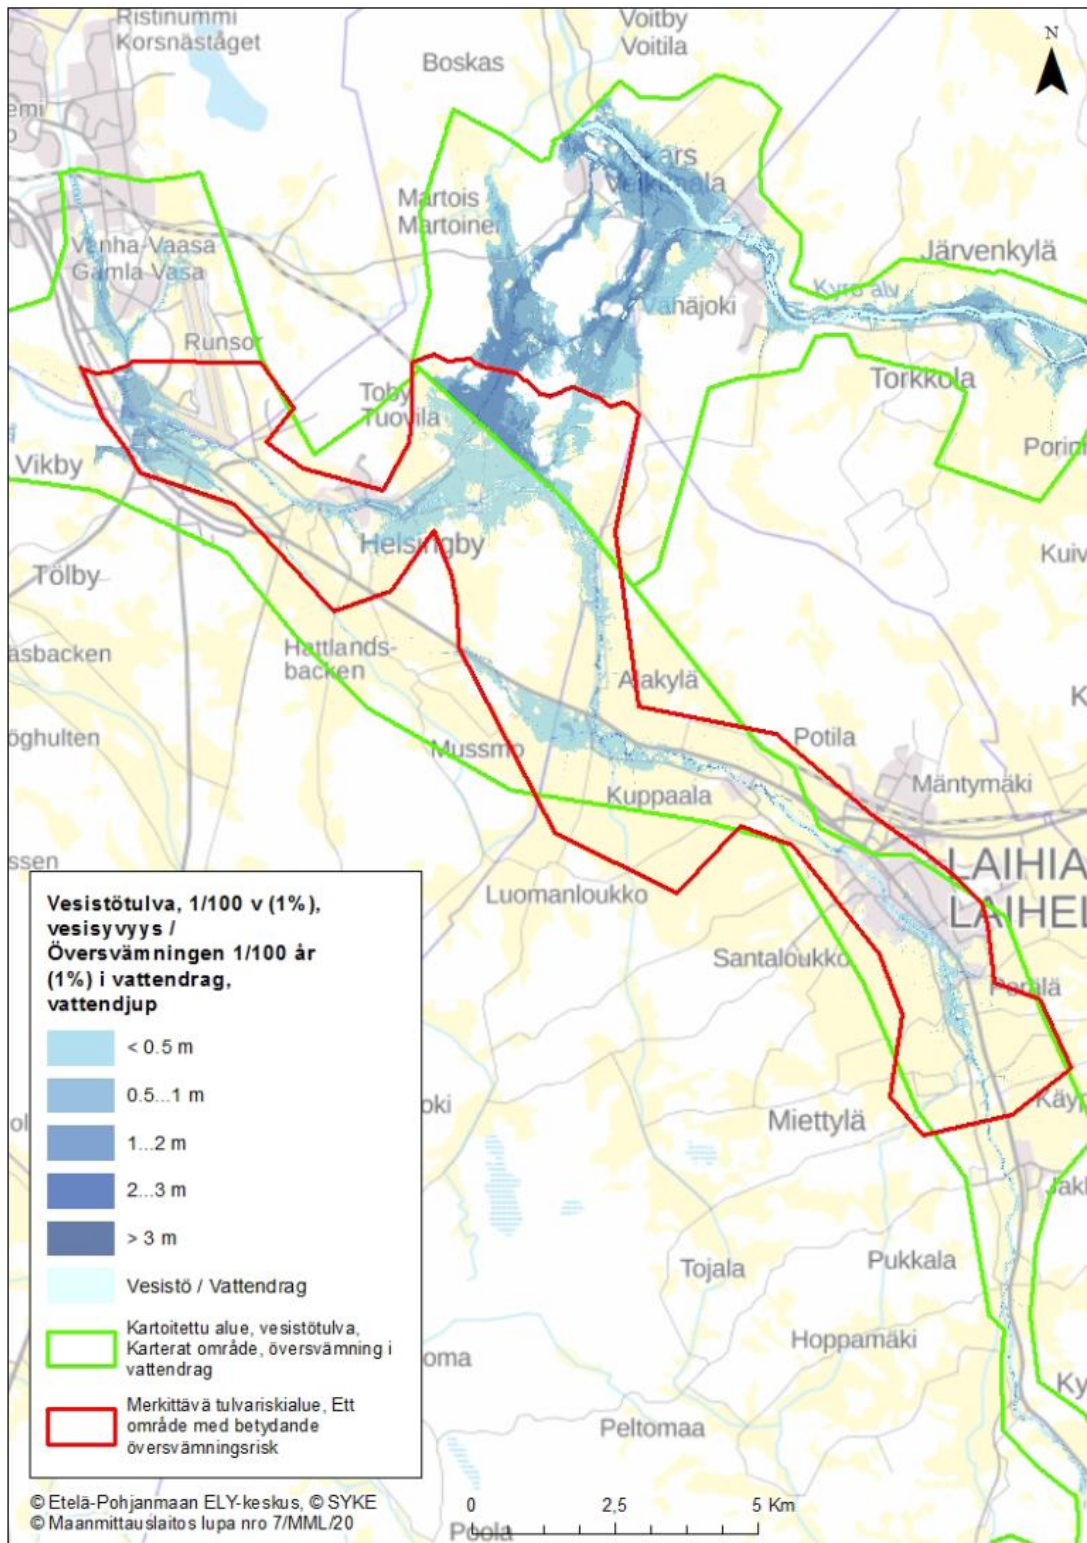 Ristinummi
Korsnäståget
Voitby
Voitila
N
Boskas
Martois
Vanha-Vaasa
Gamla Vasa
Järvenkylä
Kyro älv
Vanäjoki
Runsor
Torkkola
Toby
Tuovila
Vikby
Helsingby
Tölby
Hattlands-
backen
Alakylä
Mussmo
Potila
Kuppaala
Mäntymäki
LAIHIA
Luomanloukko
Santaloukko
Perälä
Miettylä
Tojala
Pukkala
Hoppamäki
Peltomaa
Poola
Vesistötulva, 1/100 v (1%),
vesisyvyys /
Översvämningen 1/100 år
(1%) i vattendrag,
vattendjup
< 0.5 m
0.5...1 m
1...2 m
2...3 m
> 3 m
Vesistö / Vattendrag
Kartoitettu alue, vesistötulva,
Karterat område, översvämning i
vattendrag
Merkittävä tulvariskialue, Ett
område med betydande
översvämningsrisk
© Etelä-Pohjanmaan ELY-keskus, © SYKE
© Maanmittauslaitos lupa nro 7/MML/20
0 2,5 5 Km